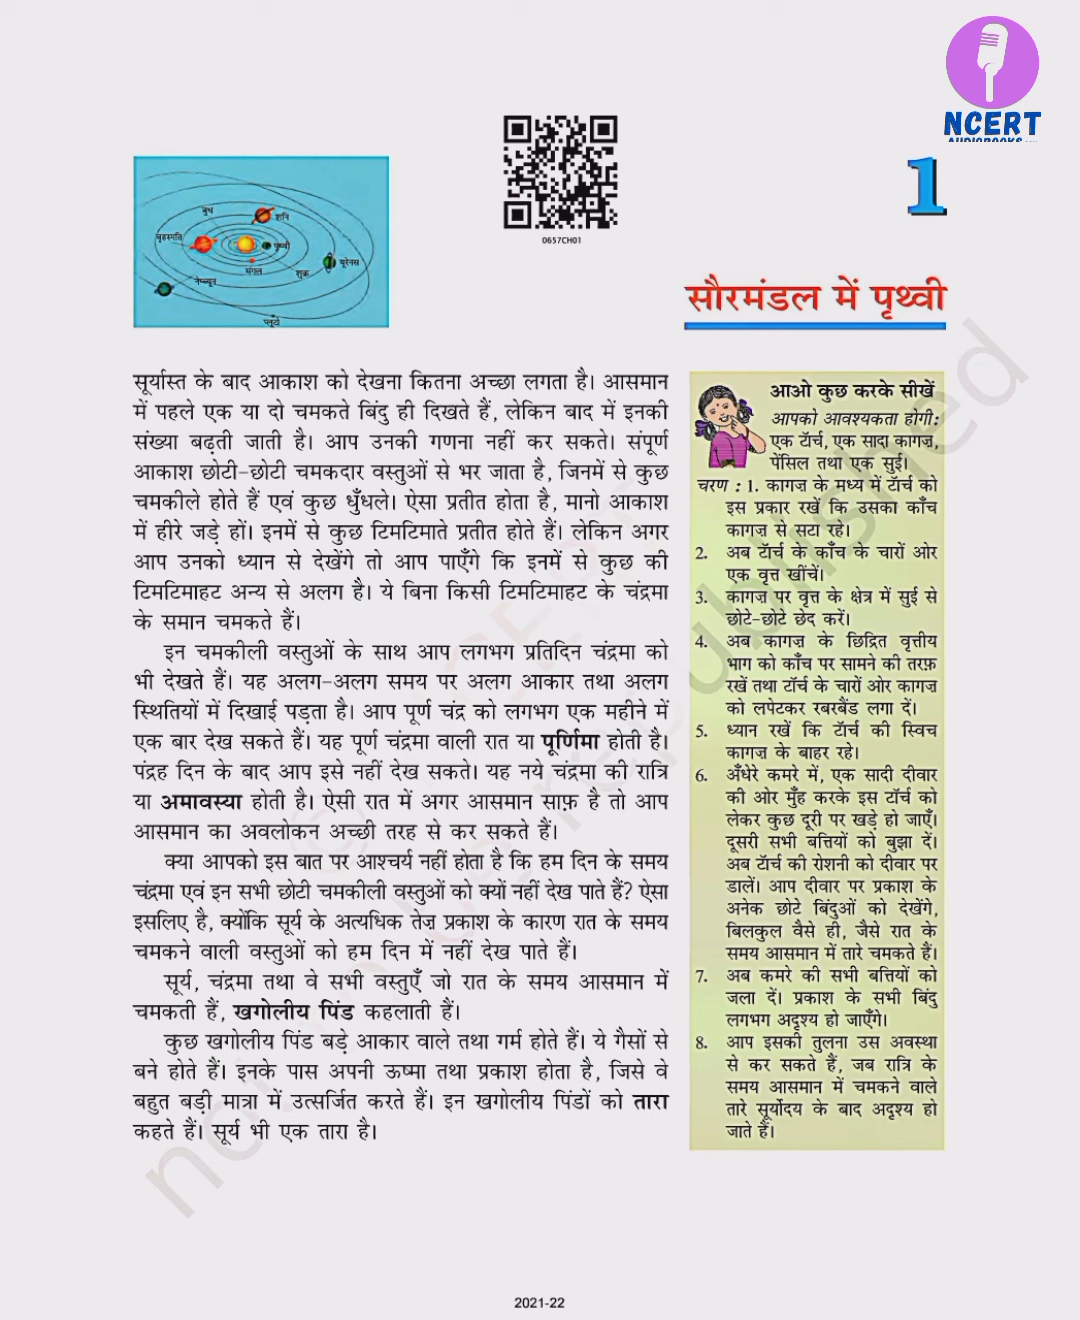 NCERT
1
0657CH01
बुध
शनि
बृहस्पति
पृथ्वी
मंगल
शुक्र
यूरेनस
नेप्च्यून
प्लूटो
सौरमंडल में पृथ्वी
सूर्यास्त के बाद आकाश को देखना कितना अच्छा लगता है। आसमान
में पहले एक या दो चमकते बिंदु ही दिखते हैं, लेकिन बाद में इनकी
संख्या बढ़ती जाती है। आप उनकी गणना नहीं कर सकते। संपूर्ण
आकाश छोटी-छोटी चमकदार वस्तुओं से भर जाता है, जिनमें से कुछ
चमकीले होते हैं एवं कुछ धुँधले। ऐसा प्रतीत होता है, मानो आकाश
में हीरे जड़े हों। इनमें से कुछ टिमटिमाते प्रतीत होते हैं। लेकिन अगर
आप उनको ध्यान से देखेंगे तो आप पाएँगे कि इनमें से कुछ की
टिमटिमाहट अन्य से अलग है। ये बिना किसी टिमटिमाहट के चंद्रमा
के समान चमकते हैं।
इन चमकीली वस्तुओं के साथ आप लगभग प्रतिदिन चंद्रमा को
भी देखते हैं। यह अलग-अलग समय पर अलग आकार तथा अलग
स्थितियों में दिखाई पड़ता है। आप पूर्ण चंद्र को लगभग एक महीने में
एक बार देख सकते हैं। यह पूर्ण चंद्रमा वाली रात या पूर्णिमा होती है।
पंद्रह दिन के बाद आप इसे नहीं देख सकते। यह नये चंद्रमा की रात्रि
या अमावस्या होती है। ऐसी रात में अगर आसमान साफ़ है तो आप
आसमान का अवलोकन अच्छी तरह से कर सकते हैं।
क्या आपको इस बात पर आश्चर्य नहीं होता है कि हम दिन के समय
चंद्रमा एवं इन सभी छोटी चमकीली वस्तुओं को क्यों नहीं देख पाते हैं? ऐसा
इसलिए है, क्योंकि सूर्य के अत्यधिक तेज़ प्रकाश के कारण रात के समय
चमकने वाली वस्तुओं को हम दिन में नहीं देख पाते हैं।
सूर्य, चंद्रमा तथा वे सभी वस्तुएँ जो रात के समय आसमान में
चमकती हैं, खगोलीय पिंड कहलाती हैं।
कुछ खगोलीय पिंड बड़े आकार वाले तथा गर्म होते हैं। ये गैसों से
बने होते हैं। इनके पास अपनी ऊष्मा तथा प्रकाश होता है, जिसे वे
बहुत बड़ी मात्रा में उत्सर्जित करते हैं। इन खगोलीय पिंडों को तारा
कहते हैं। सूर्य भी एक तारा है।
आओ कुछ करके सीखें
आपको आवश्यकता होगी:
एक टॉर्च, एक सादा कागज़,
पेंसिल तथा एक सुई।
चरण : 1. कागज़ के मध्य में टॉर्च को
इस प्रकार रखें कि उसका काँच
कागज़ से सटा रहे।
2. अब टॉर्च के काँच के चारों ओर
एक वृत्त खींचें।
3. कागज़ पर वृत्त के क्षेत्र में सुई से
छोटे-छोटे छेद करें।
4. अब कागज़ के छिद्रित वृत्तीय
भाग को काँच पर सामने की तरफ़
रखें तथा टॉर्च के चारों ओर कागज़
को लपेटकर रबरबैंड लगा दें।
5. ध्यान रखें कि टॉर्च की स्विच
कागज़ के बाहर रहे।
6. अँधेरे कमरे में, एक सादी दीवार
की ओर मुँह करके इस टॉर्च को
लेकर कुछ दूरी पर खड़े हो जाएँ।
दूसरी सभी बत्तियों को बुझा दें।
अब टॉर्च की रोशनी को दीवार पर
डालें। आप दीवार पर प्रकाश के
अनेक छोटे बिंदुओं को देखेंगे,
बिलकुल वैसे ही, जैसे रात के
समय आसमान में तारे चमकते हैं।
7. अब कमरे की सभी बत्तियों को
जला दें। प्रकाश के सभी बिंदु
लगभग अदृश्य हो जाएँगे।
8. आप इसकी तुलना उस अवस्था
से कर सकते हैं, जब रात्रि के
समय आसमान में चमकने वाले
तारे सूर्योदय के बाद अदृश्य हो
जाते हैं।
2021-22